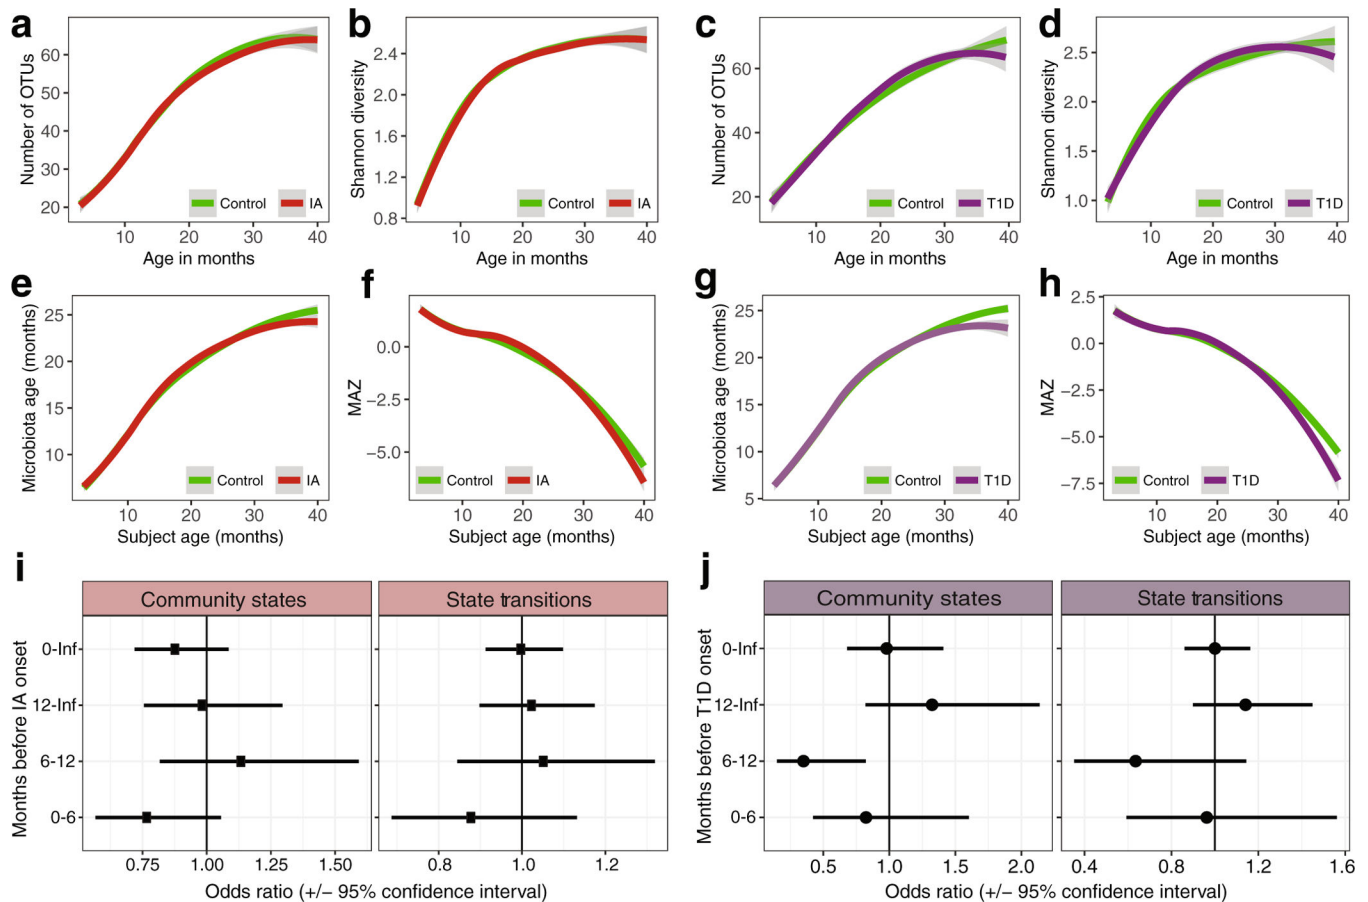 a
60
50
40
30
20
Number of OTUs
Control
IA
10
20
30
40
Age in months
b
2.4
2.0
1.6
1.2
0.8
Shannon diversity
Control
IA
10
20
30
40
Age in months
c
60
40
20
Number of OTUs
Control
T1D
10
20
30
40
Age in months
d
2.5
2.0
1.5
1.0
Shannon diversity
Control
T1D
10
20
30
40
Age in months
e
25
20
15
10
Microbiota age (months)
Control
IA
10
20
30
40
Subject age (months)
f
0.0
−2.5
−5.0
MAZ
Control
IA
10
20
30
40
Subject age (months)
g
25
20
15
10
5
Microbiota age (months)
Control
T1D
10
20
30
40
Subject age (months)
h
2.5
0.0
−2.5
−5.0
−7.5
MAZ
Control
T1D
10
20
30
40
Subject age (months)
i
Community states
State transitions
Months before IA onset
0-Inf
12-Inf
6-12
0-6
0.75
1.00
1.25
1.50
0.8
1.0
1.2
Odds ratio (+/− 95% confidence interval)
j
Community states
State transitions
Months before T1D onset
0-Inf
12-Inf
6-12
0-6
0.5
1.0
1.5
2.0
0.4
0.8
1.2
1.6
Odds ratio (+/− 95% confidence interval)